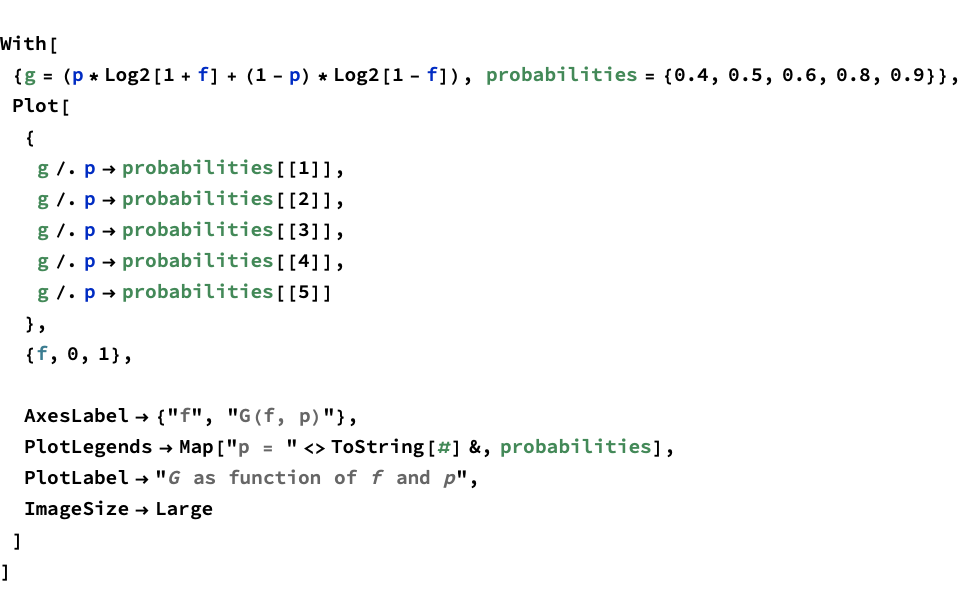 With[
{g = (p * Log2[1 + f] + (1 - p) * Log2[1 - f]), probabilities = {0.4, 0.5, 0.6, 0.8, 0.9}},
Plot[
{
g /. p → probabilities[[1]],
g /. p → probabilities[[2]],
g /. p → probabilities[[3]],
g /. p → probabilities[[4]],
g /. p → probabilities[[5]]
},
{f, 0, 1},
AxesLabel → {"f", "G(f, p)"},
PlotLegends → Map["p = " <> ToString[#] &, probabilities],
PlotLabel → "G as function of f and p",
ImageSize → Large
]
]